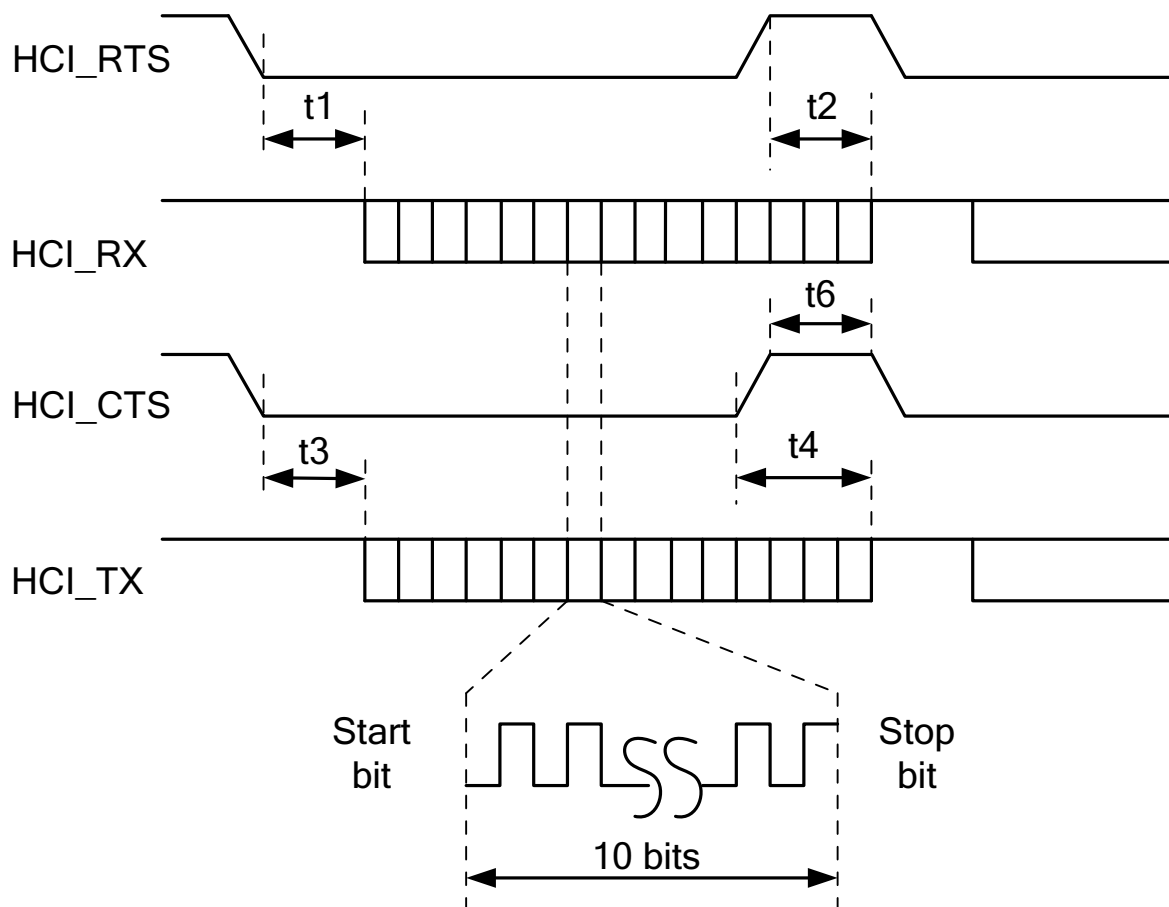 HCI_RTS
t1
t2
HCI_RX
t6
HCI_CTS
t3
t4
HCI_TX
Start
bit
Stop
bit
10 bits